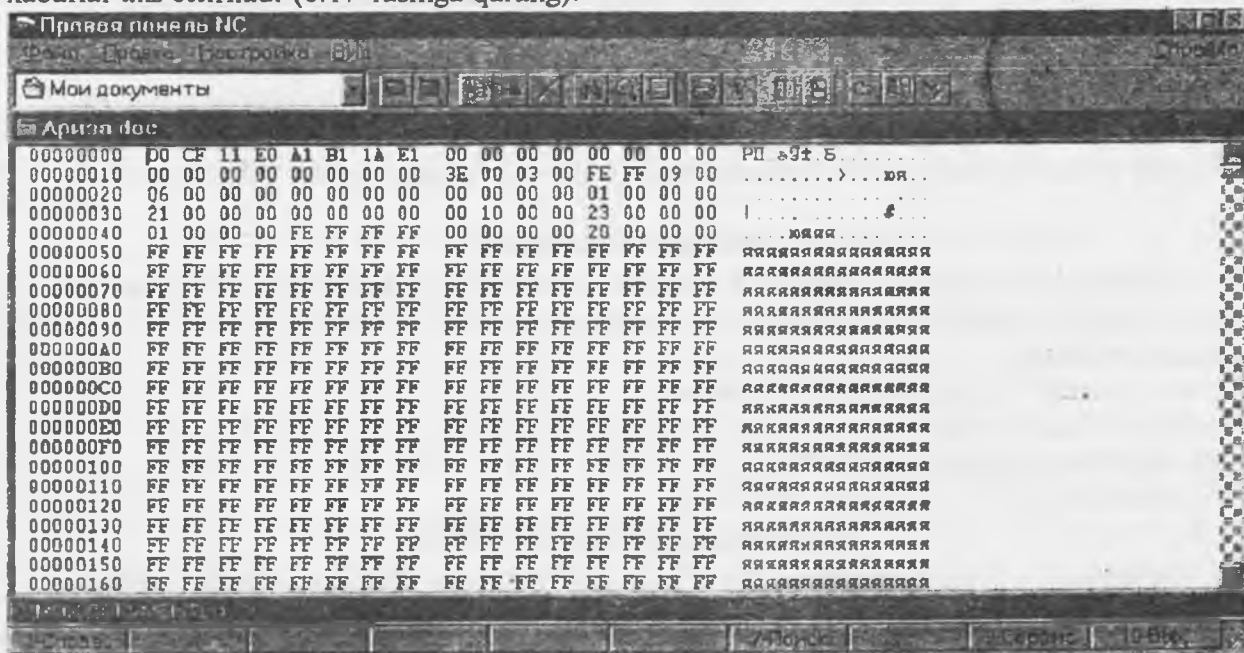 qarang).
Правая панель NC
Файл Правка Настройка Вид Справка
Мои документы
Ариза doc
00000000 D0 CF 11 E0 A1 B1 1A E1 00 00 00 00 00 00 00 00
00000010 00 00 00 00 00 00 00 00 3E 00 03 00 FE FF 09 00 ........>...юя..
00000020 06 00 00 00 00 00 00 00 00 00 00 00 01 00 00 00
00000030 21 00 00 00 00 00 00 00 00 10 00 00 23 00 00 00
00000040 01 00 00 00 FE FF FF FF 00 00 00 00 20 00 00 00 юяяя
00000050 FF FF FF FF FF FF FF FF FF FF FF FF FF FF FF FF яяяяяяяяяяяяяяяя
00000060 FF FF FF FF FF FF FF FF FF FF FF FF FF FF FF FF яяяяяяяяяяяяяяяя
00000070 FF FF FF FF FF FF FF FF FF FF FF FF FF FF FF FF яяяяяяяяяяяяяяяя
00000080 FF FF FF FF FF FF FF FF FF FF FF FF FF FF FF FF яяяяяяяяяяяяяяяя
00000090 FF FF FF FF FF FF FF FF FF FF FF FF FF FF FF FF яяяяяяяяяяяяяяяя
000000A0 FF FF FF FF FF FF FF FF FF FF FF FF FF FF FF FF яяяяяяяяяяяяяяяя
000000B0 FF FF FF FF FF FF FF FF FF FF FF FF FF FF FF FF яяяяяяяяяяяяяяяя
000000C0 FF FF FF FF FF FF FF FF FF FF FF FF FF FF FF FF яяяяяяяяяяяяяяяя
000000D0 FF FF FF FF FF FF FF FF FF FF FF FF FF FF FF FF яяяяяяяяяяяяяяяя
000000E0 FF FF FF FF FF FF FF FF FF FF FF FF FF FF FF FF яяяяяяяяяяяяяяяя
000000F0 FF FF FF FF FF FF FF FF FF FF FF FF FF FF FF FF яяяяяяяяяяяяяяяя
00000100 FF FF FF FF FF FF FF FF FF FF FF FF FF FF FF FF яяяяяяяяяяяяяяяя
00000110 FF FF FF FF FF FF FF FF FF FF FF FF FF FF FF FF яяяяяяяяяяяяяяяя
00000120 FF FF FF FF FF FF FF FF FF FF FF FF FF FF FF FF яяяяяяяяяяяяяяяя
00000130 FF FF FF FF FF FF FF FF FF FF FF FF FF FF FF FF яяяяяяяяяяяяяяяя
00000140 FF FF FF FF FF FF FF FF FF FF FF FF FF FF FF FF яяяяяяяяяяяяяяяя
00000150 FF FF FF FF FF FF FF FF FF FF FF FF FF FF FF FF яяяяяяяяяяяяяяяя
00000160 FF FF FF FF FF FF FF FF FF FF FF FF FF FF FF FF яяяяяяяяяяяяяяяя
7-Поиск 9-Сервис